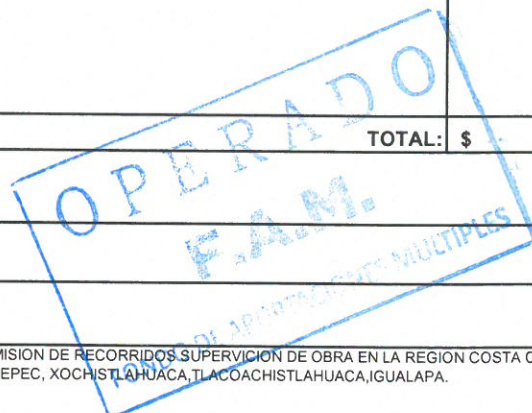 OPERADO
TOTAL: $
F.A.M.
FONDO DE APORTACIONES MULTIPLES
MISION DE RECORRIDOS SUPERVICION DE OBRA EN LA REGION COSTA C
EPEC, XOCHISTLAHUACA,TLACOACHISTLAHUACA,IGUALAPA.